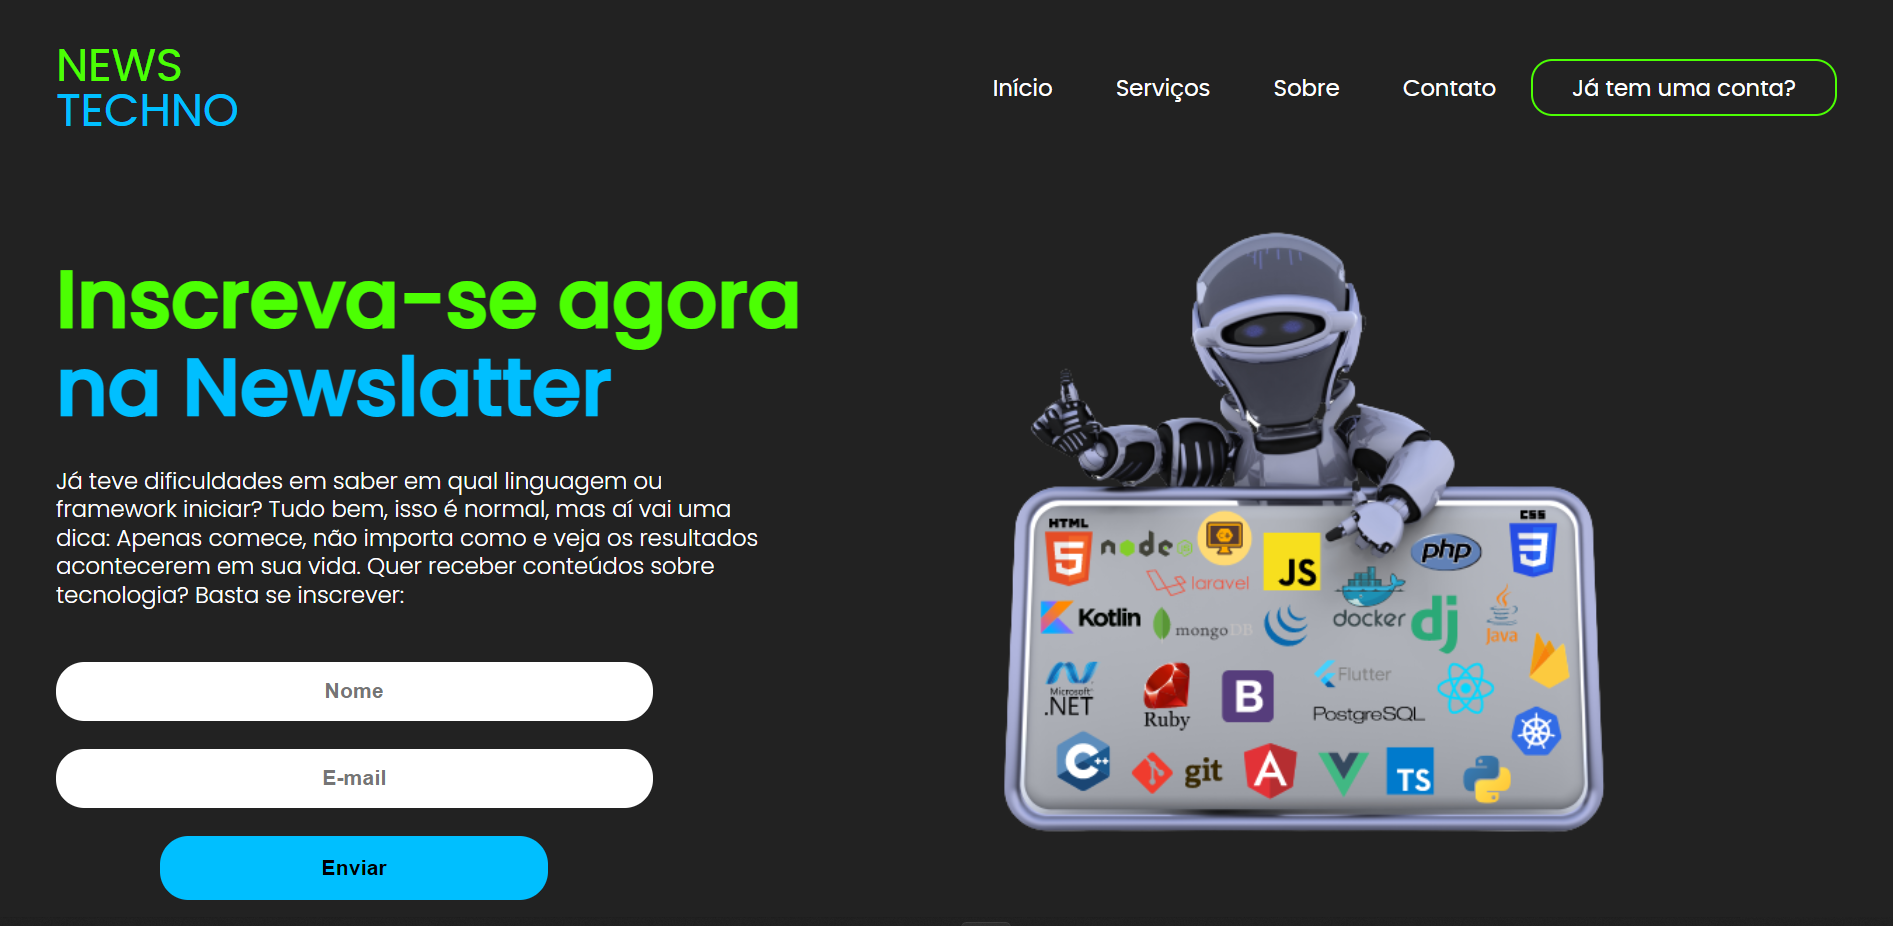 NEWS
TECHNO
Início
Serviços
Sobre
Contato
Já tem uma conta?
Inscreva-se agora
na Newslatter
Já teve dificuldades em saber em qual linguagem ou
framework iniciar? Tudo bem, isso é normal, mas aí vai uma
dica: Apenas comece, não importa como e veja os resultados
acontecerem em sua vida. Quer receber conteúdos sobre
tecnologia? Basta se inscrever:
Nome
E-mail
Enviar
HTML
5
node
JS
php
CSS
3
laravel
Kotlin
mongoDB
docker
dj
Java
Microsoft
.NET
Ruby
B
Flutter
PostgreSQL
C++
git
A
TS